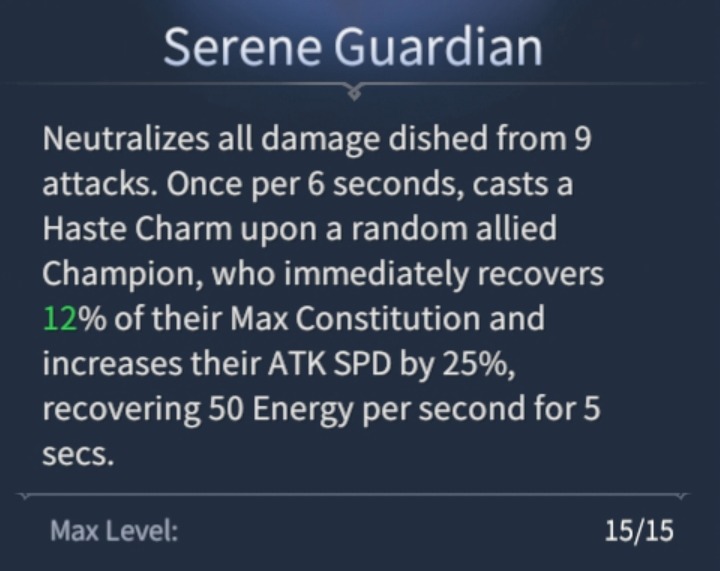 Serene Guardian
Neutralizes all damage dished from 9
attacks. Once per 6 seconds, casts a
Haste Charm upon a random allied
Champion, who immediately recovers
12% of their Max Constitution and
increases their ATK SPD by 25%,
recovering 50 Energy per second for 5
secs.
Max Level: 15/15